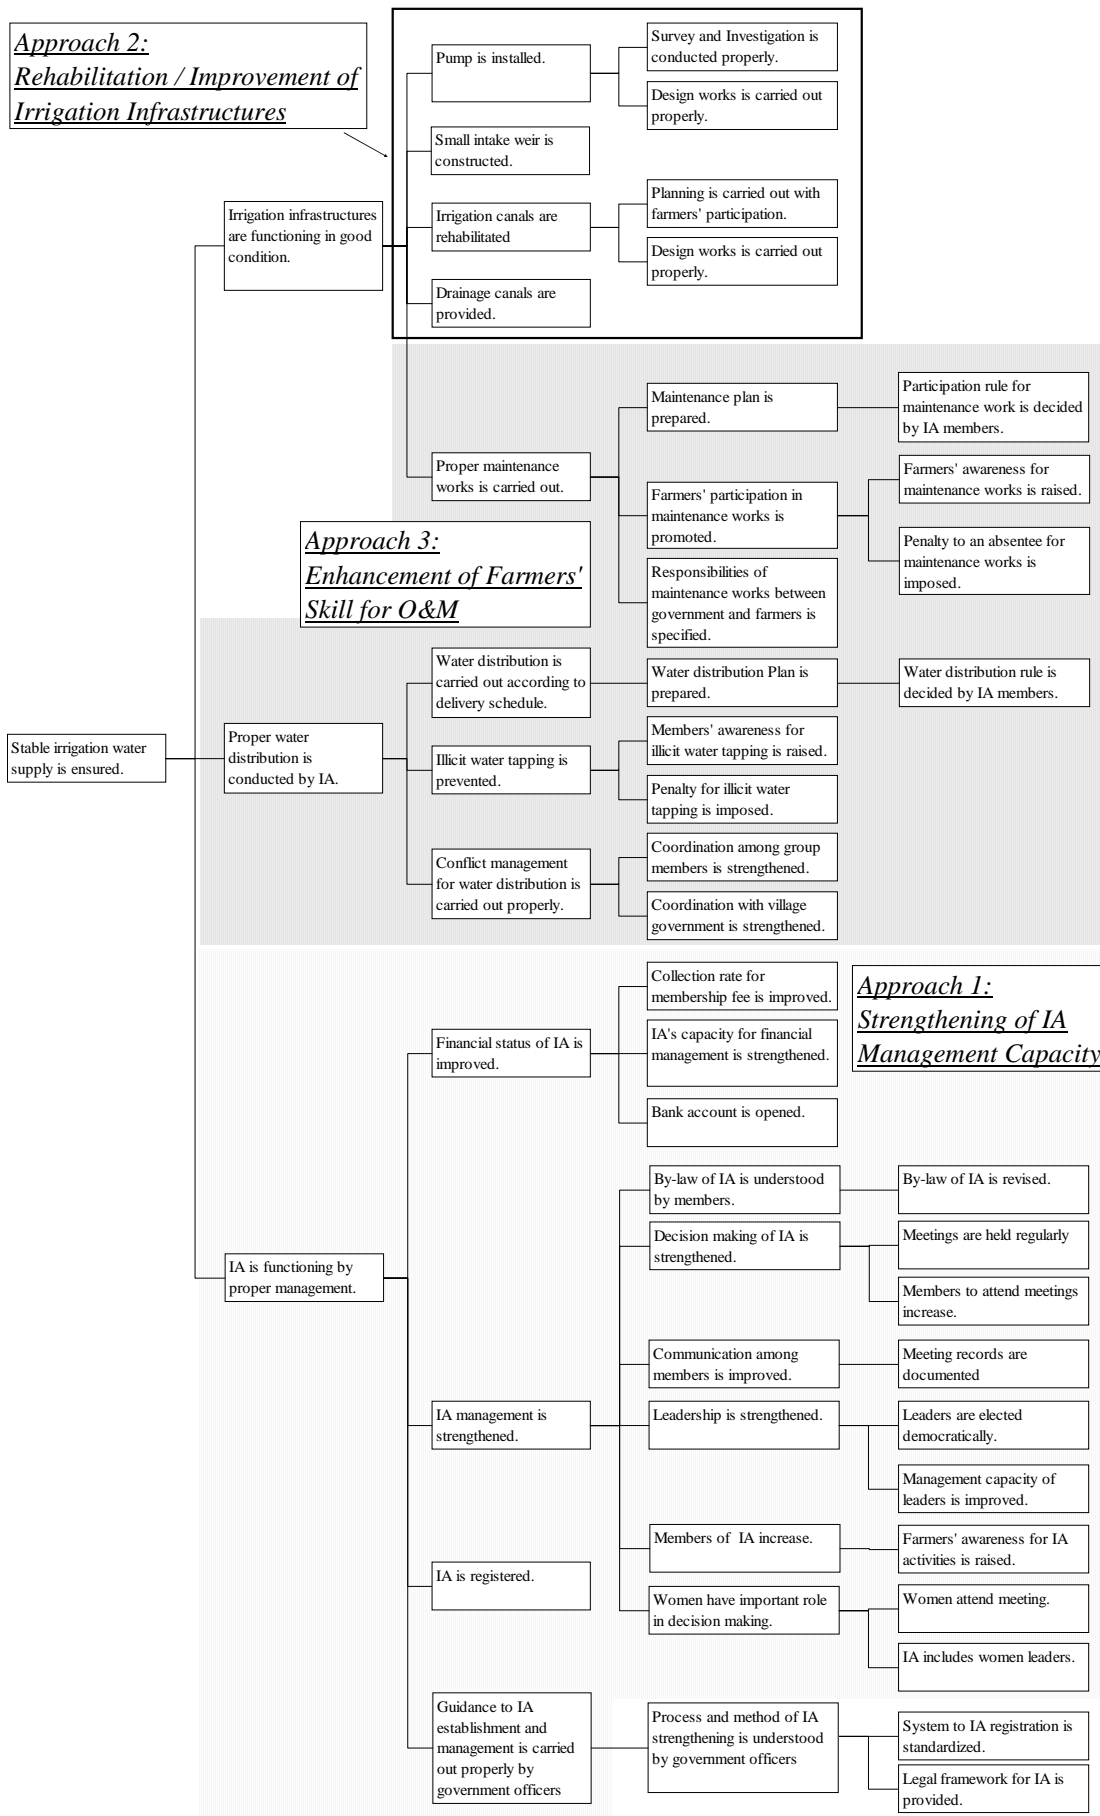 Approach 2:
Rehabilitation / Improvement of
Irrigation Infrastructures
Pump is installed.
Survey and Investigation is
conducted properly.
Design works is carried out
properly.
Small intake weir is
constructed.
Irrigation infrastructures
are functioning in good
condition.
Irrigation canals are
rehabilitated
Planning is carried out with
farmers' participation.
Design works is carried out
properly.
Drainage canals are
provided.
Proper maintenance
works is carried out.
Maintenance plan is
prepared.
Participation rule for
maintenance work is decided
by IA members.
Farmers' participation in
maintenance works is
promoted.
Farmers' awareness for
maintenance works is raised.
Penalty to an absentee for
maintenance works is
imposed.
Responsibilities of
maintenance works between
government and farmers is
specified.
Approach 3:
Enhancement of Farmers'
Skill for O&M
Stable irrigation water
supply is ensured.
Proper water
distribution is
conducted by IA.
Water distribution is
carried out according to
delivery schedule.
Water distribution Plan is
prepared.
Water distribution rule is
decided by IA members.
Illicit water tapping is
prevented.
Members' awareness for
illicit water tapping is raised.
Penalty for illicit water
tapping is imposed.
Conflict management
for water distribution is
carried out properly.
Coordination among group
members is strengthened.
Coordination with village
government is strengthened.
Approach 1:
Strengthening of IA
Management Capacity
IA is functioning by
proper management.
Financial status of IA is
improved.
Collection rate for
membership fee is improved.
IA's capacity for financial
management is strengthened.
Bank account is opened.
IA management is
strengthened.
By-law of IA is understood
by members.
By-law of IA is revised.
Decision making of IA is
strengthened.
Meetings are held regularly
Members to attend meetings
increase.
Communication among
members is improved.
Meeting records are
documented
Leadership is strengthened.
Leaders are elected
democratically.
Management capacity of
leaders is improved.
Members of IA increase.
Farmers' awareness for IA
activities is raised.
Women have important role
in decision making.
Women attend meeting.
IA includes women leaders.
IA is registered.
Guidance to IA
establishment and
management is carried
out properly by
government officers
Process and method of IA
strengthening is understood
by government officers
System to IA registration is
standardized.
Legal framework for IA is
provided.